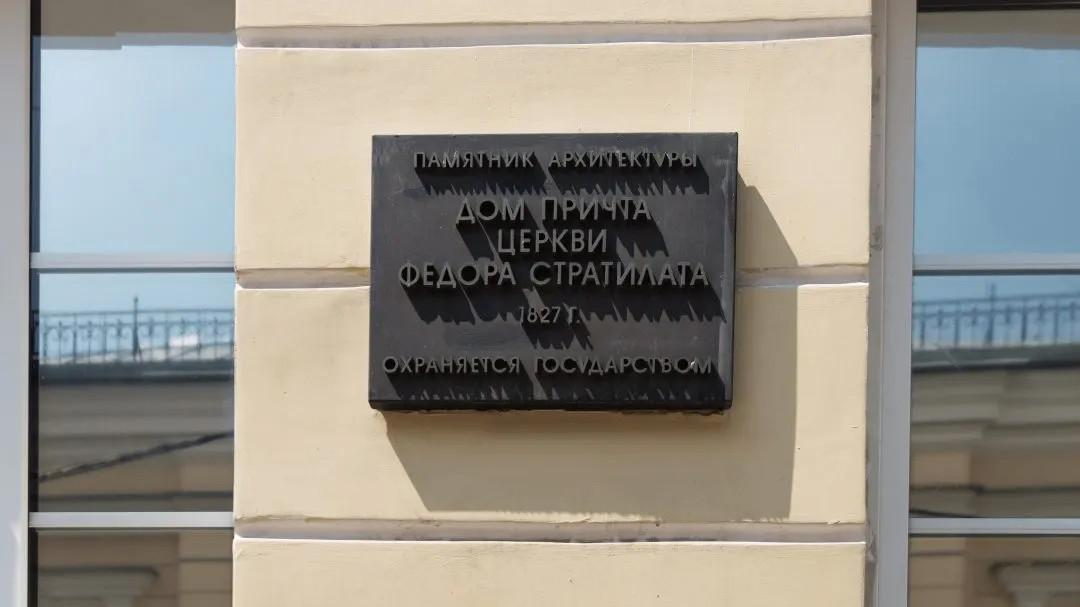 ПАМЯТНИК АРХИТЕКТУРЫ
ДОМ ПРИЧТА
ЦЕРКВИ
ФЕДОРА СТРАТИЛАТА
1827 Г.
ОХРАНЯЕТСЯ ГОСУДАРСТВОМ